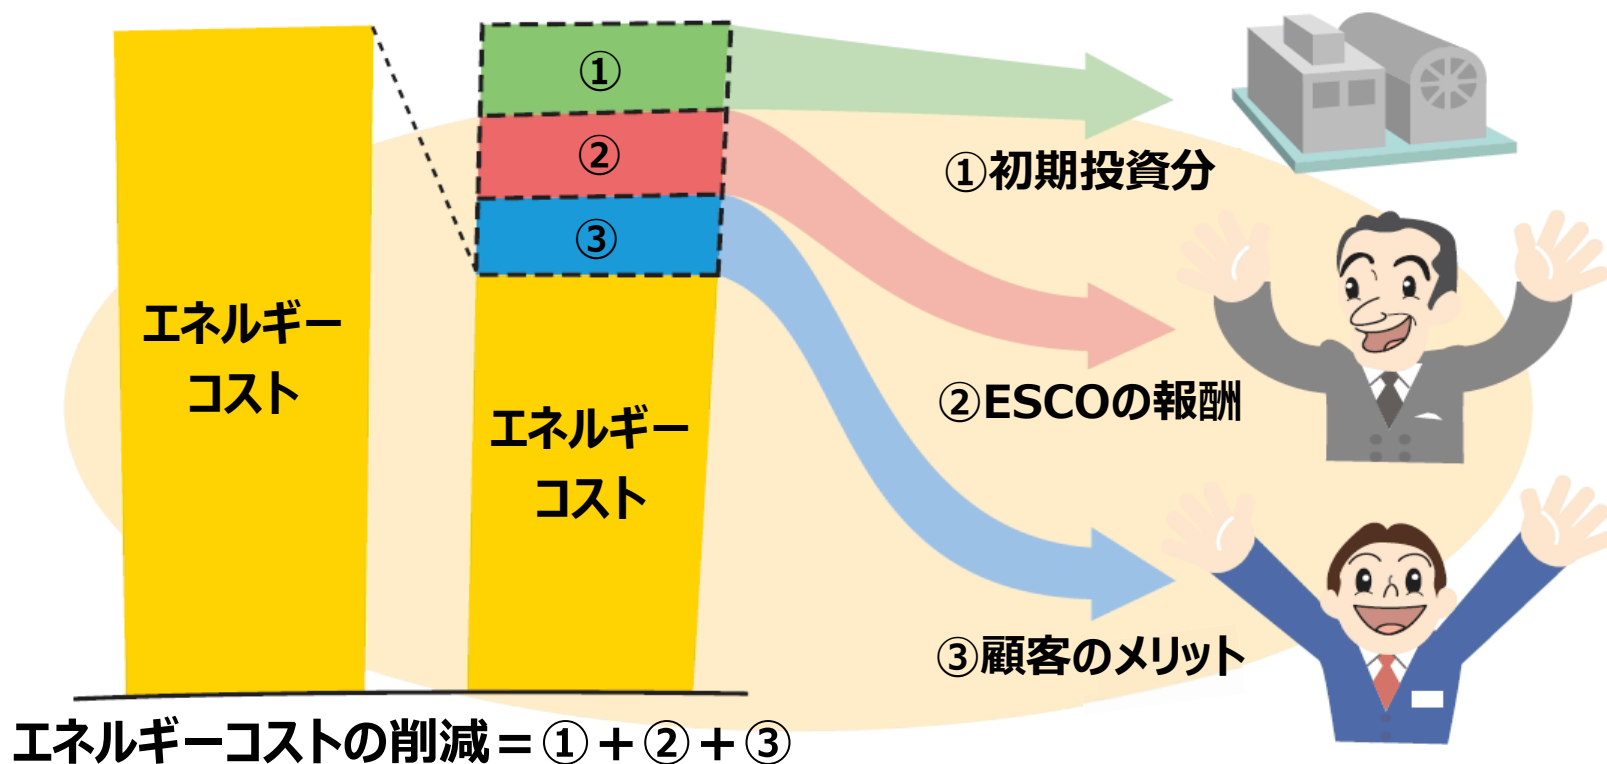 ①
②
③
エネルギー
コスト
エネルギー
コスト
①初期投資分
②ESCOの報酬
③顧客のメリット
エネルギーコストの削減=①+②+③